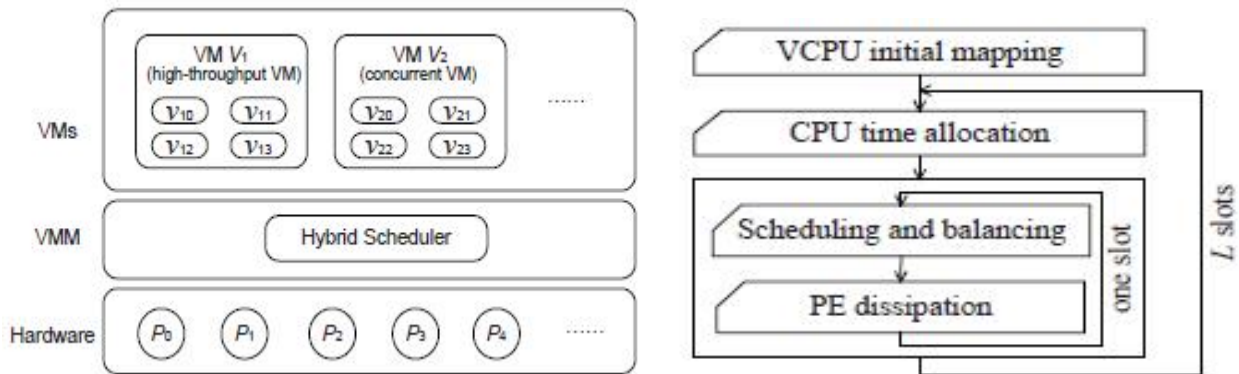 VMs
VM V1
(high-throughput VM)
v10 v11
v12 v13
VM V2
(concurrent VM)
v20 v21
v22 v23
......
VMM
Hybrid Scheduler
Hardware
P0 P1 P2 P3 P4 ......
VCPU initial mapping
CPU time allocation
Scheduling and balancing
PE dissipation
one slot
L slots